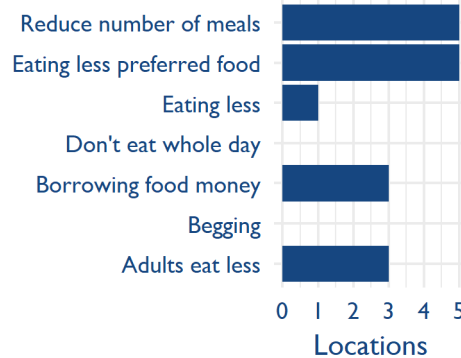 Reduce number of meals
Eating less preferred food
Eating less
Don't eat whole day
Borrowing food money
Begging
Adults eat less
0 1 2 3 4 5
Locations